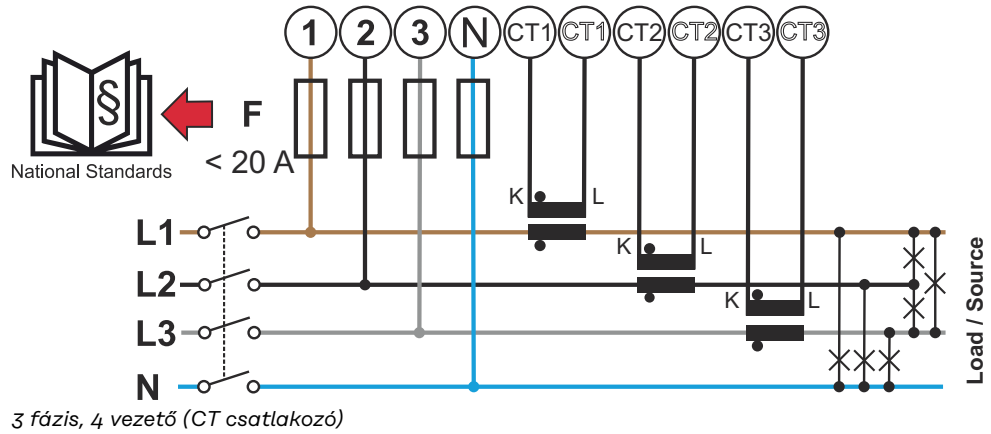 1 2 3 N CT1 CT1 CT2 CT2 CT3 CT3
§
F
National Standards
< 20 A
K L
L1
K L
L2
K L
L3
N
Load / Source
3 fázis, 4 vezető (CT csatlakozó)